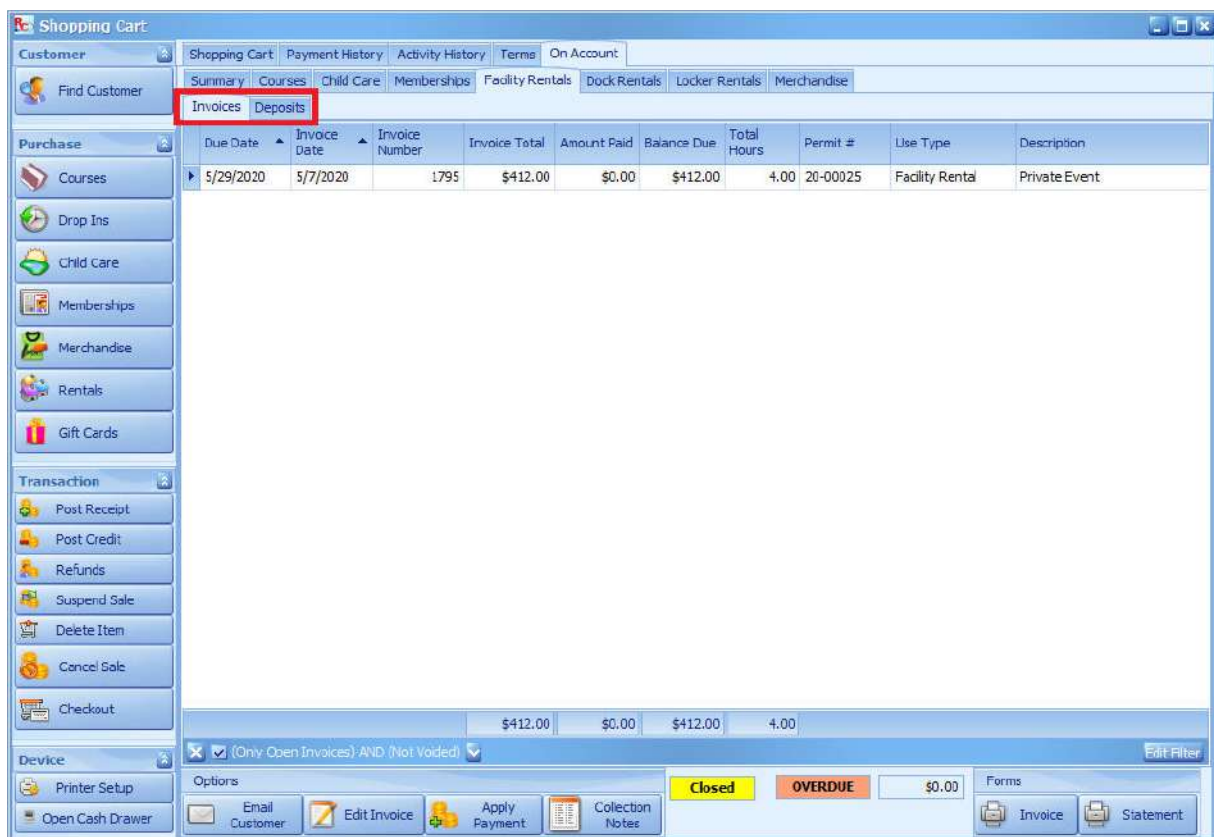 Shopping Cart
Customer
Find Customer
Purchase
Courses
Drop Ins
Child Care
Memberships
Merchandise
Rentals
Gift Cards
Transaction
Post Receipt
Post Credit
Refunds
Suspend Sale
Delete Item
Cancel Sale
Checkout
Device
Printer Setup
Open Cash Drawer
Shopping Cart Payment History Activity History Terms On Account
Summary Courses Child Care Memberships Facility Rentals Dock Rentals Locker Rentals Merchandise
Invoices Deposits
Due Date Invoice Date Invoice Number Invoice Total Amount Paid Balance Due Total Hours Permit # Use Type Description
5/29/2020 5/7/2020 1795 $412.00 $0.00 $412.00 4.00 20-00025 Facility Rental Private Event
$412.00 $0.00 $412.00 4.00
(Only Open Invoices) AND (Not Voided)
Edit Filter
Options
Email Customer
Edit Invoice
Apply Payment
Collection Notes
Closed
OVERDUE
$0.00
Forms
Invoice
Statement